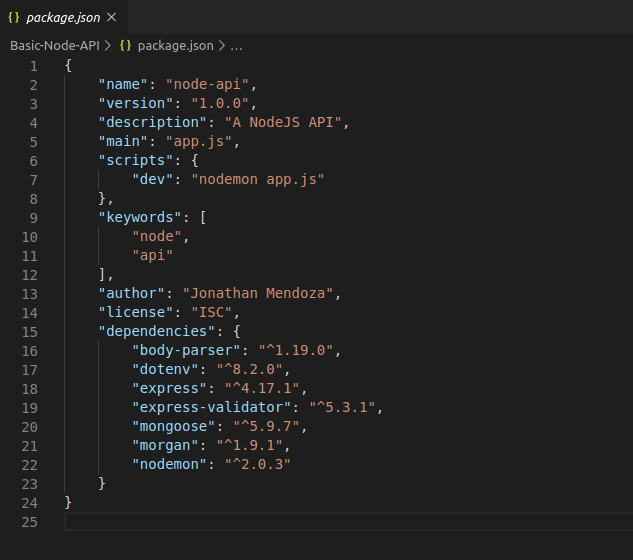 {} package.json ×
Basic-Node-API > {} package.json > ...
1 {
2     "name": "node-api",
3     "version": "1.0.0",
4     "description": "A NodeJS API",
5     "main": "app.js",
6     "scripts": {
7         "dev": "nodemon app.js"
8     },
9     "keywords": [
10         "node",
11         "api"
12     ],
13     "author": "Jonathan Mendoza",
14     "license": "ISC",
15     "dependencies": {
16         "body-parser": "^1.19.0",
17         "dotenv": "^8.2.0",
18         "express": "^4.17.1",
19         "express-validator": "^5.3.1",
20         "mongoose": "^5.9.7",
21         "morgan": "^1.9.1",
22         "nodemon": "^2.0.3"
23     }
24 }
25